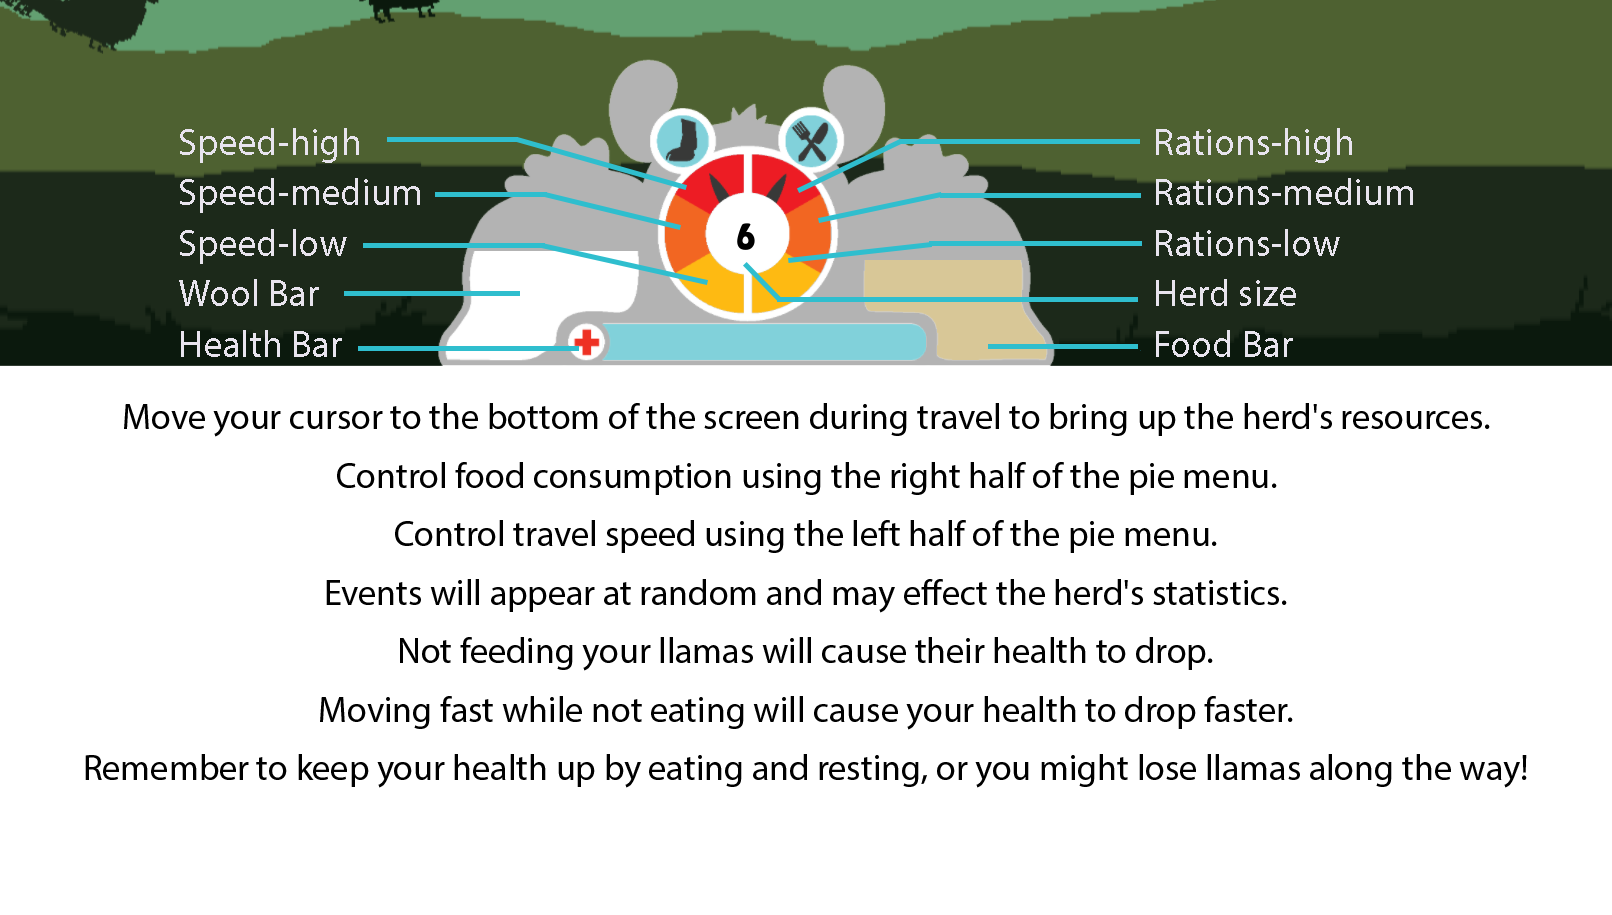 Speed-high
Speed-medium
Speed-low
Wool Bar
Health Bar
6
Rations-high
Rations-medium
Rations-low
Herd size
Food Bar
Move your cursor to the bottom of the screen during travel to bring up the herd's resources.
Control food consumption using the right half of the pie menu.
Control travel speed using the left half of the pie menu.
Events will appear at random and may effect the herd's statistics.
Not feeding your llamas will cause their health to drop.
Moving fast while not eating will cause your health to drop faster.
Remember to keep your health up by eating and resting, or you might lose llamas along the way!